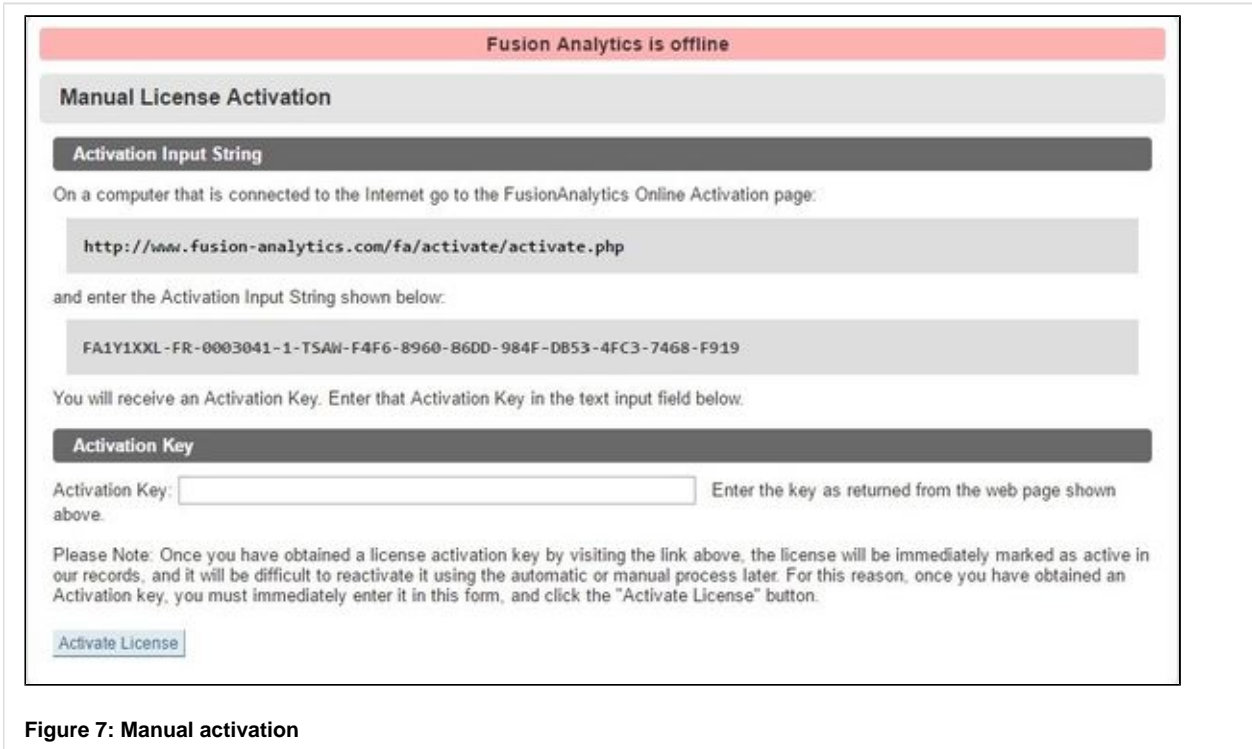 Fusion Analytics is offline
Manual License Activation
Activation Input String
On a computer that is connected to the Internet go to the FusionAnalytics Online Activation page:
http://www.fusion-analytics.com/fa/activate/activate.php
and enter the Activation Input String shown below:
FA1Y1XXL-FR-0003041-1-TSAW-F4F6-8960-86DD-984F-DB53-4FC3-7468-F919
You will receive an Activation Key. Enter that Activation Key in the text input field below.
Activation Key
Activation Key: Enter the key as returned from the web page shown
above.
Please Note: Once you have obtained a license activation key by visiting the link above, the license will be immediately marked as active in
our records, and it will be difficult to reactivate it using the automatic or manual process later. For this reason, once you have obtained an
Activation key, you must immediately enter it in this form, and click the "Activate License" button.
Activate License
Figure 7: Manual activation